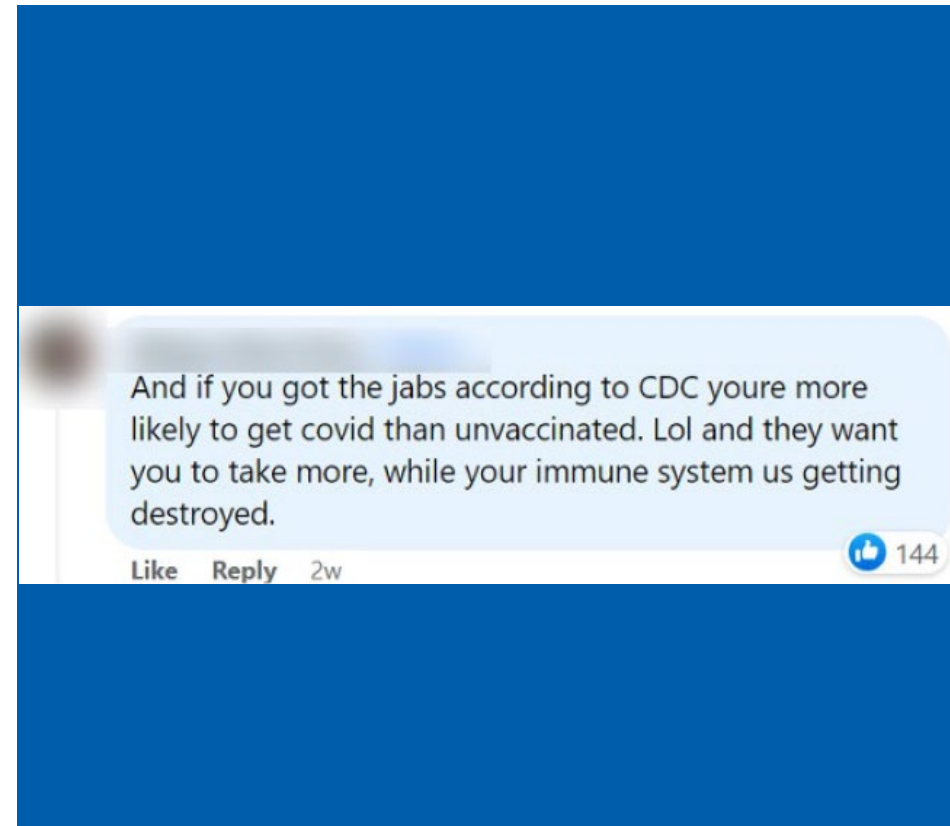 And if you got the jabs according to CDC youre more
likely to get covid than unvaccinated. Lol and they want
you to take more, while your immune system us getting
destroyed.
144
Like Reply 2w